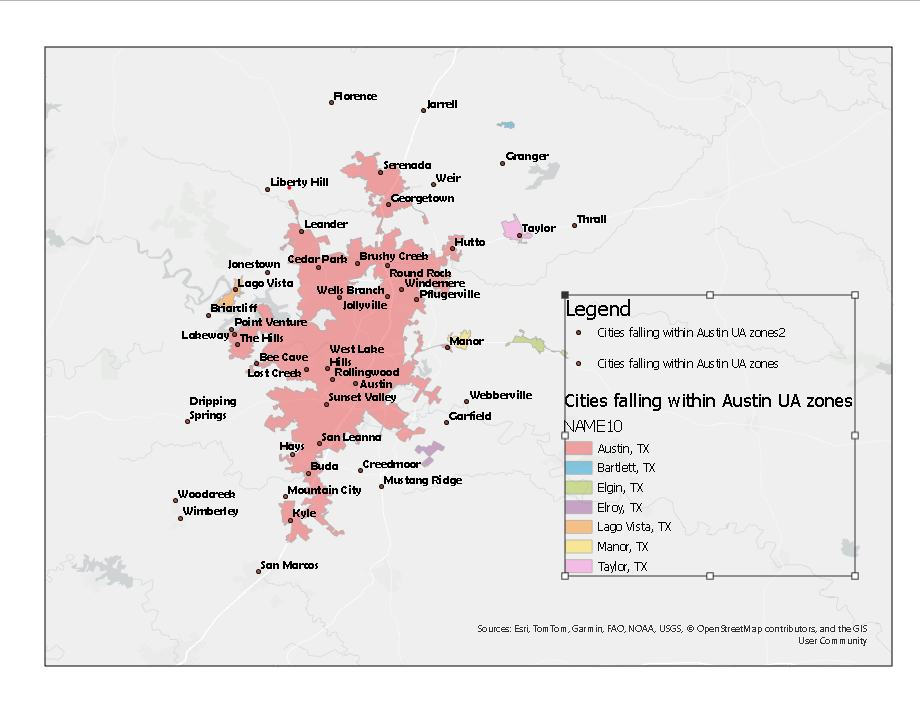 Florence
Jarrell
Granger
Serenada
Weir
Liberty Hill
Georgetown
Thrall
Leander
Taylor
Hutto
Cedar Park
Brushy Creek
Jonestown
Round Rock
Lago Vista
Wells Branch
Windemere
Jollyville
Pflugerville
Briarcliff
Point Venture
Lakeway
The Hills
Manor
West Lake
Hills
Bee Cave
Lost Creek
Rollingwood
Austin
Sunset Valley
Webberville
Dripping
Springs
Garfield
San Leanna
Hays
Buda
Creedmoor
Mustang Ridge
Mountain City
Woodcreek
Wimberley
Kyle
San Marcos
Legend
Cities falling within Austin UA zones2
Cities falling within Austin UA zones
Cities falling within Austin UA zones
NAME10
Austin, TX
Bartlett, TX
Elgin, TX
Elroy, TX
Lago Vista, TX
Manor, TX
Taylor, TX
Sources: Esri, TomTom, Garmin, FAO, NOAA, USGS, © OpenStreetMap contributors, and the GIS
User Community